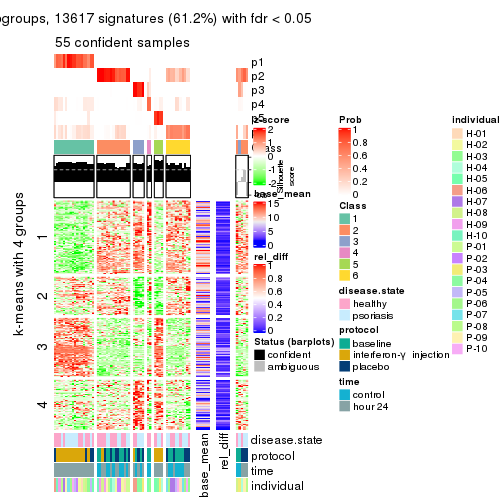 ogroups, 13617 signatures (61.2%) with fdr < 0.05
55 confident samples
p1
p2
p3
p4
k-means with 4 groups
1
2
3
4
z-score
2
1
0
-1
-2
Silhouette score
base_mean
15
10
5
0
rel_diff
1
0.8
0.6
0.4
0.2
0
Status (barplots)
confident
ambiguous
Prob
1
0.8
0.6
0.4
0.2
0
Class
1
2
3
4
5
6
disease.state
healthy
psoriasis
protocol
baseline
interferon-γ injection
placebo
time
control
hour 24
individual
H-01
H-02
H-03
H-04
H-05
H-06
H-07
H-08
H-09
H-10
P-01
P-02
P-03
P-04
P-05
P-06
P-07
P-08
P-09
P-10
disease.state
protocol
time
individual
base_mean
rel_diff